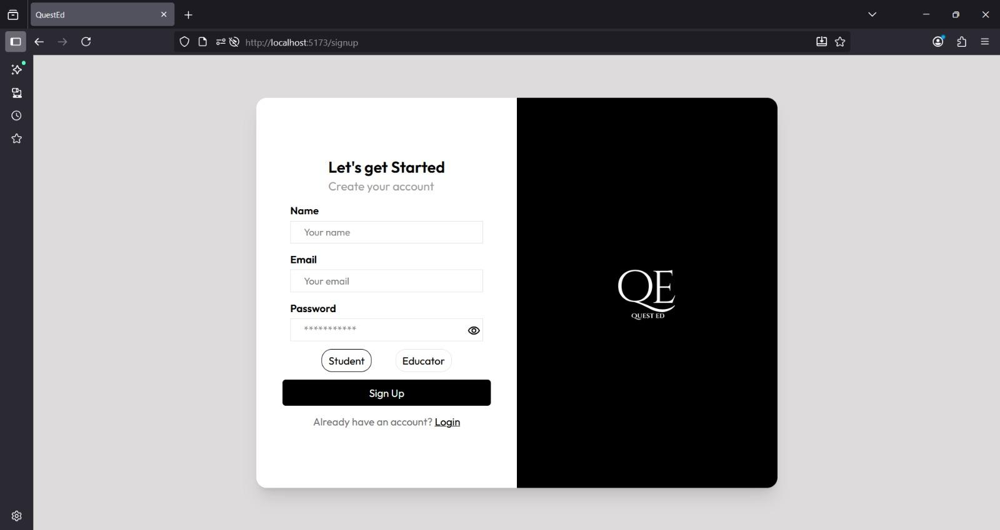 QuestEd
http://localhost:5173/signup
Let's get Started
Create your account
Name
Your name
Email
Your email
Password
***********
Student Educator
Sign Up
Already have an account? Login
QE
QUEST ED